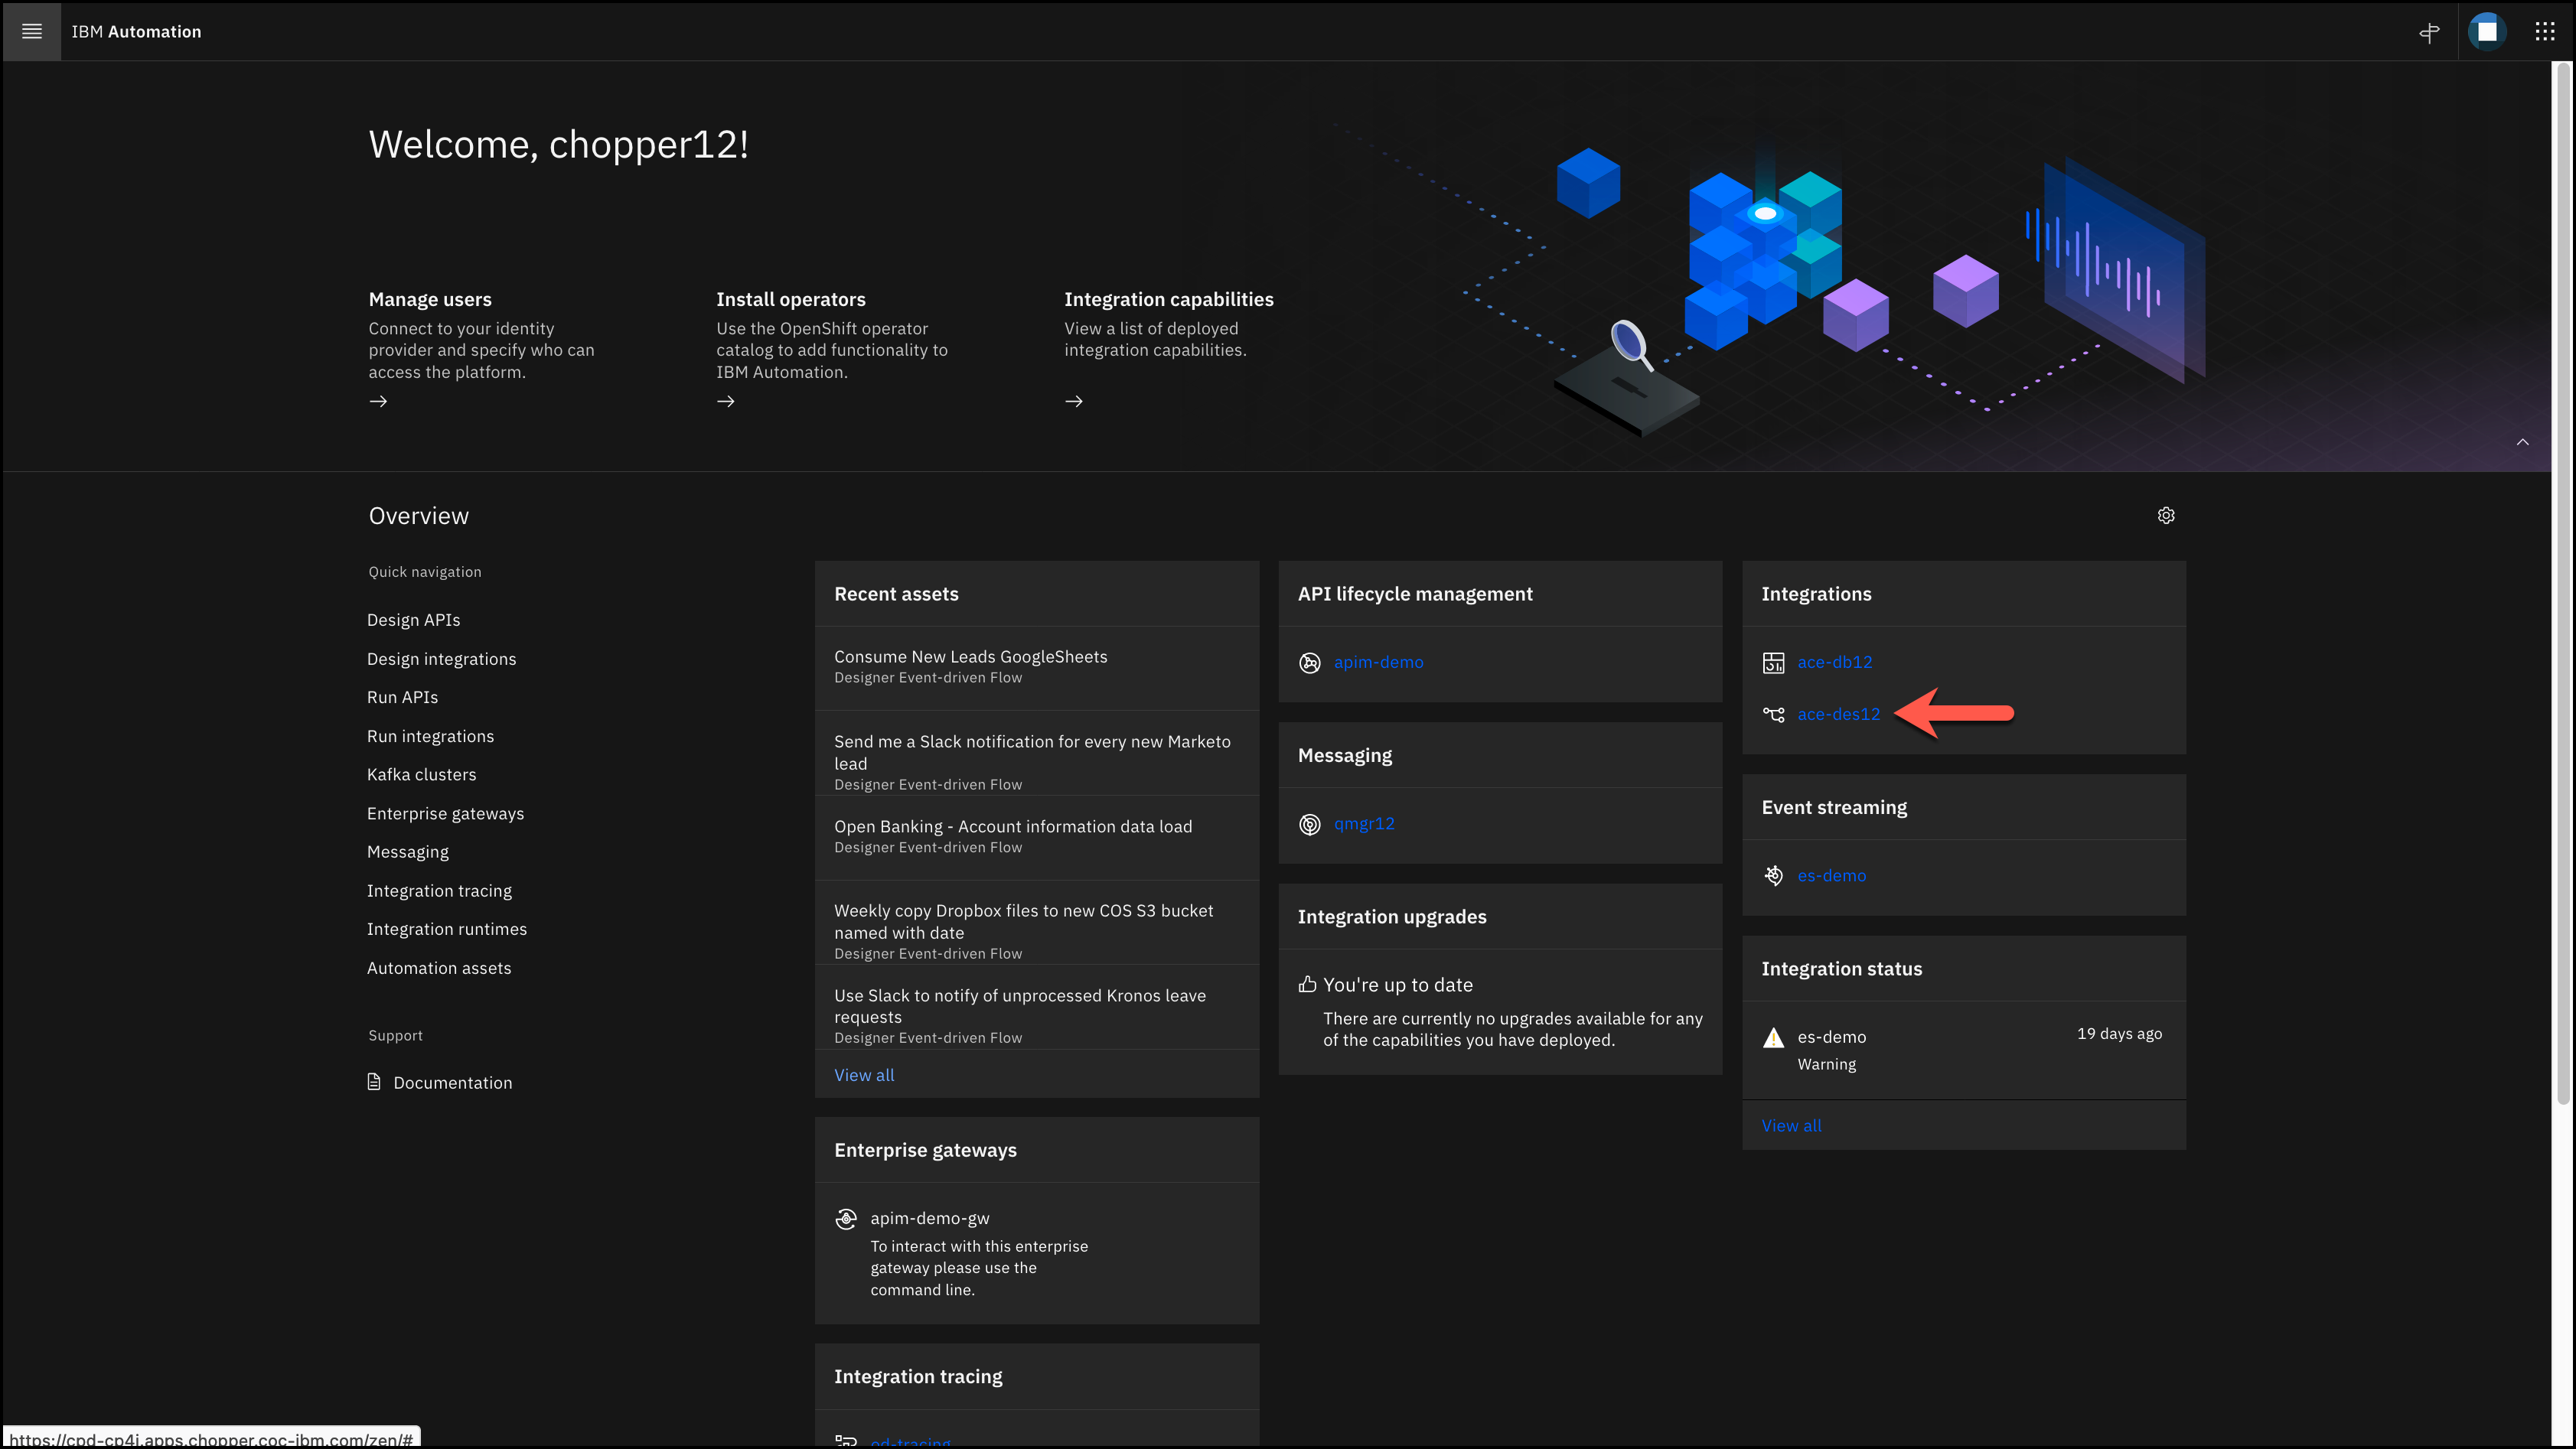 IBM Automation
Welcome, chopper12!
Manage users
Connect to your identity
provider and specify who can
access the platform.
Install operators
Use the OpenShift operator
catalog to add functionality to
IBM Automation.
Integration capabilities
View a list of deployed
integration capabilities.
Overview
Quick navigation
Design APIs
Design integrations
Run APIs
Run integrations
Kafka clusters
Enterprise gateways
Messaging
Integration tracing
Integration runtimes
Automation assets
Support
Documentation
Recent assets
Consume New Leads GoogleSheets
Designer Event-driven Flow
Send me a Slack notification for every new Marketo
lead
Designer Event-driven Flow
Open Banking - Account information data load
Designer Event-driven Flow
Weekly copy Dropbox files to new COS S3 bucket
named with date
Designer Event-driven Flow
Use Slack to notify of unprocessed Kronos leave
requests
Designer Event-driven Flow
View all
Enterprise gateways
apim-demo-gw
To interact with this enterprise
gateway please use the
command line.
Integration tracing
od-tracing
API lifecycle management
apim-demo
Messaging
qmgr12
Integration upgrades
You're up to date
There are currently no upgrades available for any
of the capabilities you have deployed.
Integrations
ace-db12
ace-des12
Event streaming
es-demo
Integration status
es-demo
19 days ago
Warning
View all
https://cpd-cp4i.apps.chopper.coc-ibm.com/zen/#